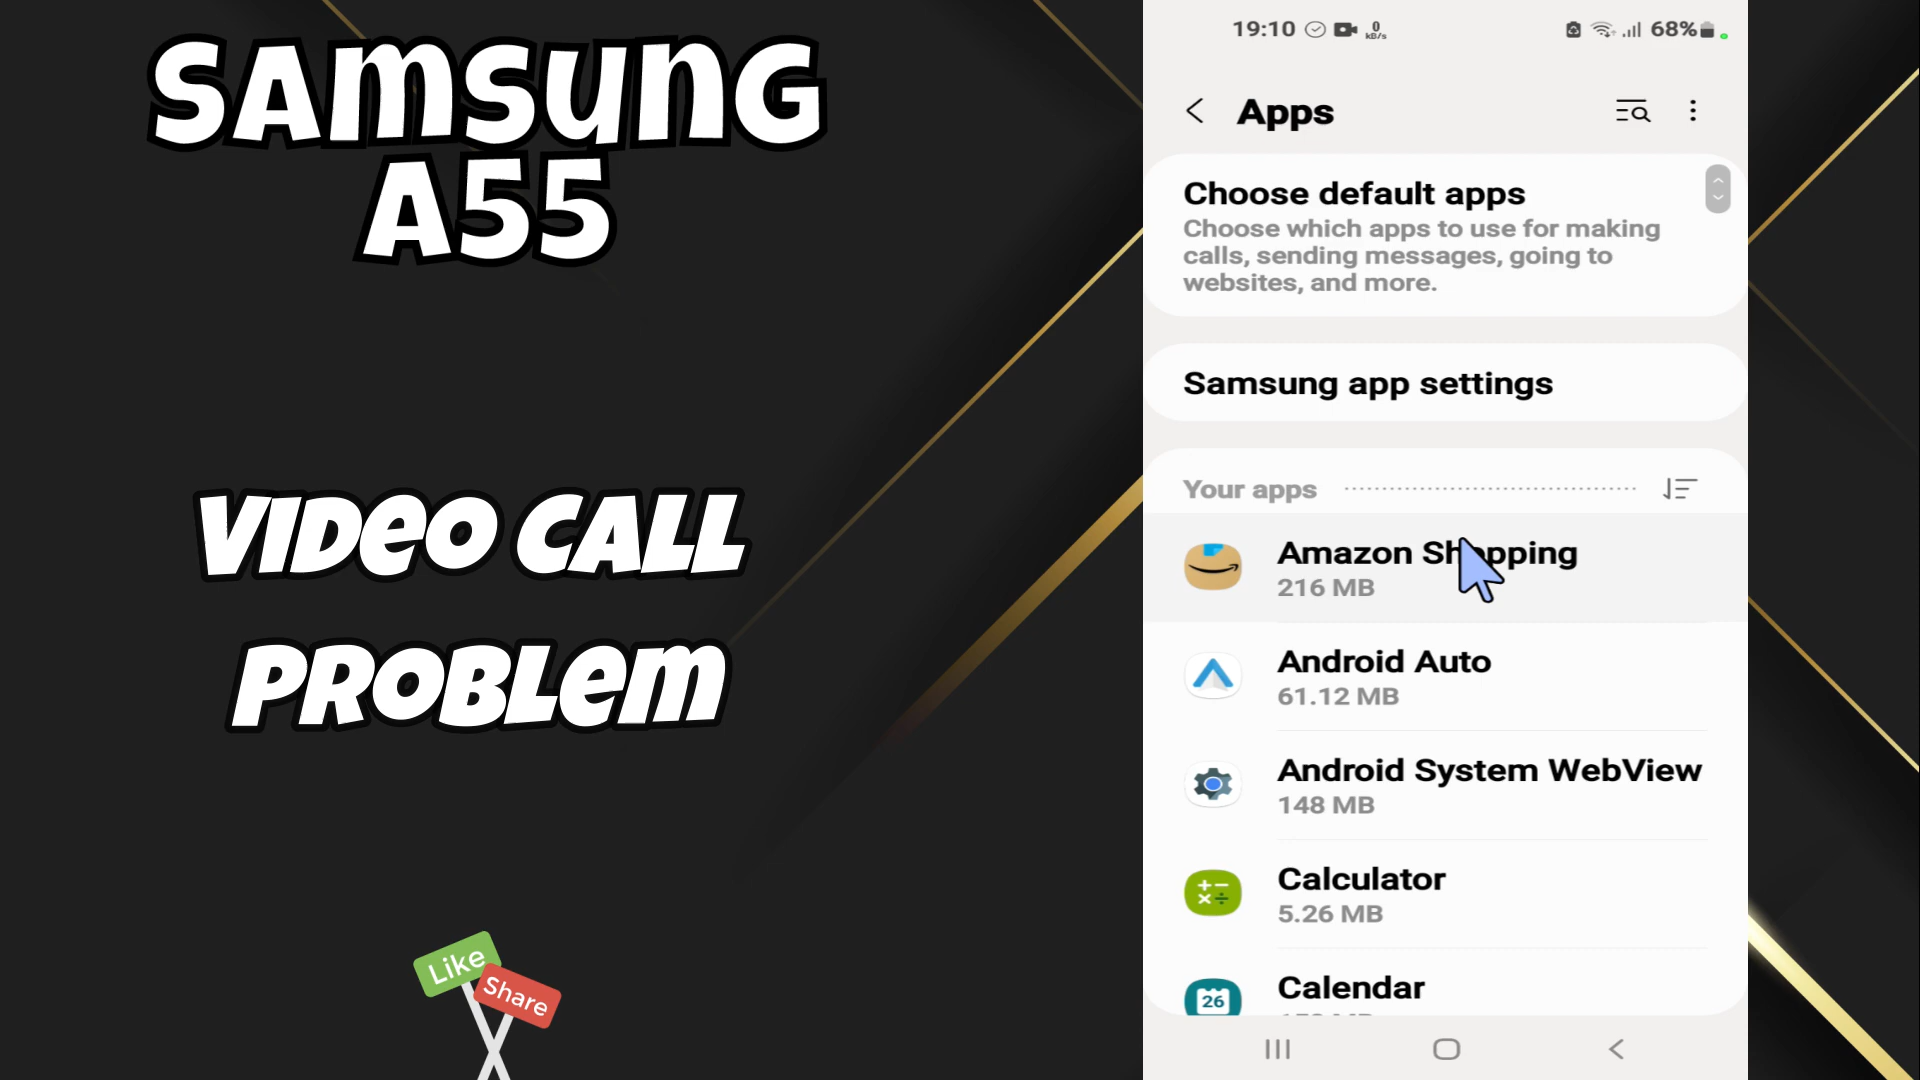 SAMSUNG
A55
VIDEO CALL
PROBLEM
Like
Share
19:10
0
kB/s
68%
Apps
Choose default apps
Choose which apps to use for making
calls, sending messages, going to
websites, and more.
Samsung app settings
Your apps
Amazon Shopping
216 MB
Android Auto
61.12 MB
Android System WebView
148 MB
Calculator
5.26 MB
26
Calendar